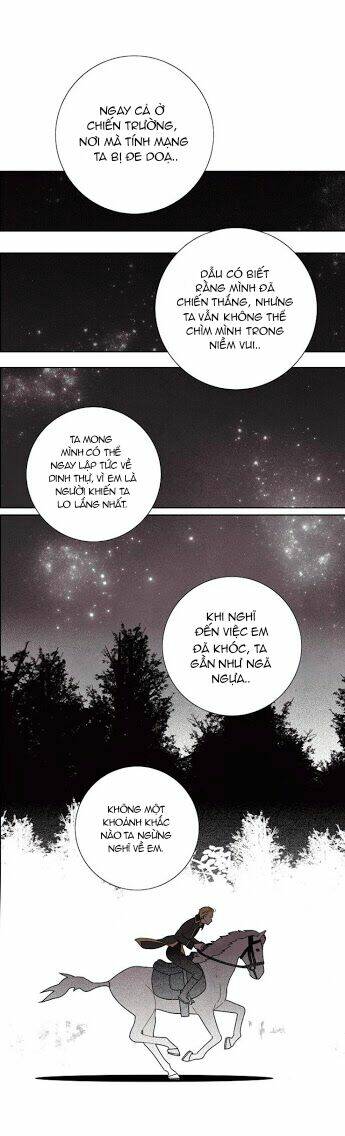 NGAY CẢ Ở
CHIẾN TRƯỜNG,
NƠI MÀ TÍNH MẠNG
TA BỊ ĐE DOẠ..
DẪU CÓ BIẾT
RẰNG MÌNH ĐÃ
CHIẾN THẮNG, NHƯNG
TA VẪN KHÔNG THỂ
CHÌM MÌNH TRONG
NIỀM VUI..
TA MONG
MÌNH CÓ THỂ
NGAY LẬP TỨC VỀ
DINH THỰ, VÌ EM LÀ
NGƯỜI KHIẾN TA
LO LẮNG NHẤT.
KHI NGHĨ
ĐẾN VIỆC EM
ĐÃ KHÓC, TA
GẦN NHƯ NGÃ
NGỰA..
KHÔNG MỘT
KHOẢNH KHẮC
NÀO TA NGỪNG
NGHĨ VỀ EM.